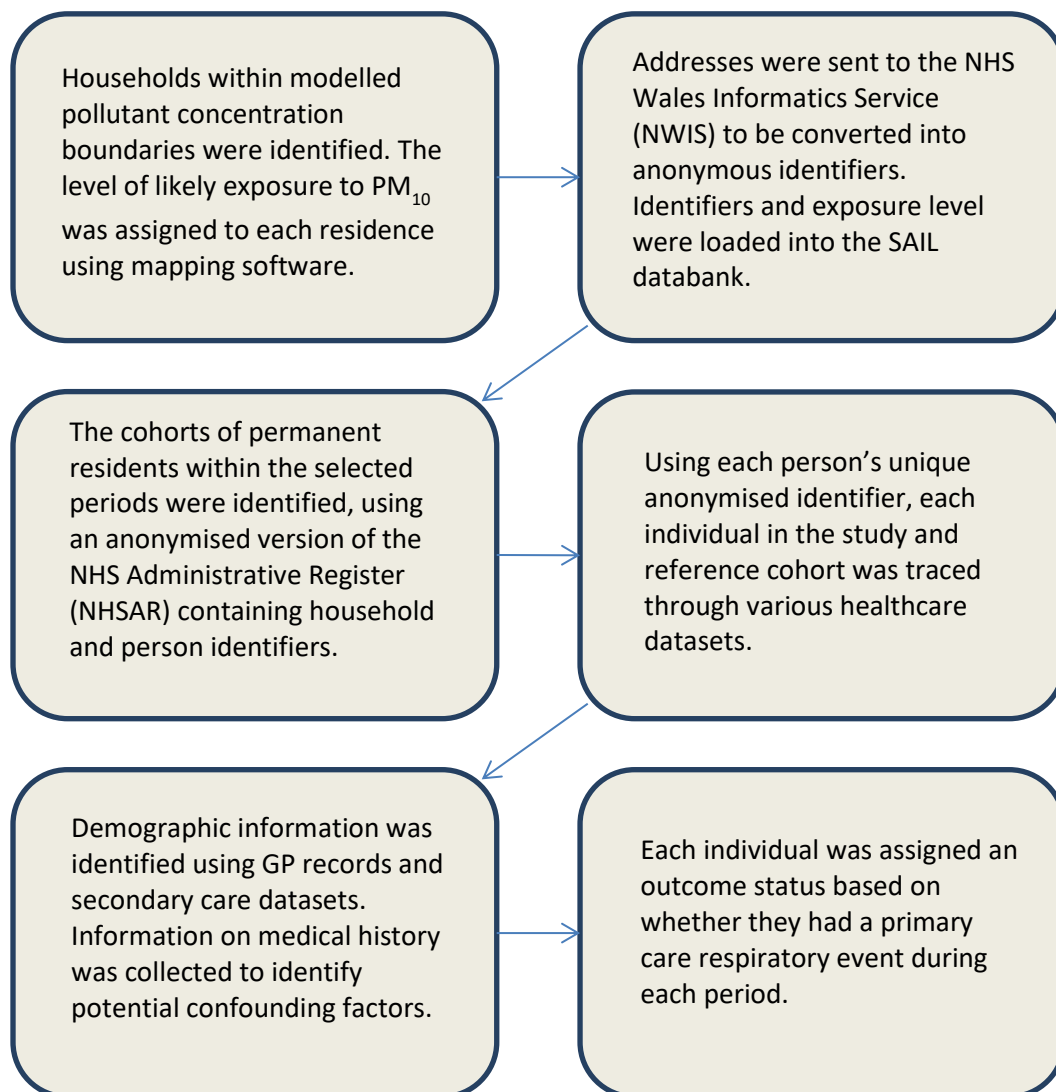 Households within modelled
pollutant concentration
boundaries were identified. The
level of likely exposure to PM₁₀
was assigned to each residence
using mapping software.
Addresses were sent to the NHS
Wales Informatics Service
(NWIS) to be converted into
anonymous identifiers.
Identifiers and exposure level
were loaded into the SAIL
databank.
The cohorts of permanent
residents within the selected
periods were identified, using
an anonymised version of the
NHS Administrative Register
(NHSAR) containing household
and person identifiers.
Using each person’s unique
anonymised identifier, each
individual in the study and
reference cohort was traced
through various healthcare
datasets.
Demographic information was
identified using GP records and
secondary care datasets.
Information on medical history
was collected to identify
potential confounding factors.
Each individual was assigned an
outcome status based on
whether they had a primary
care respiratory event during
each period.